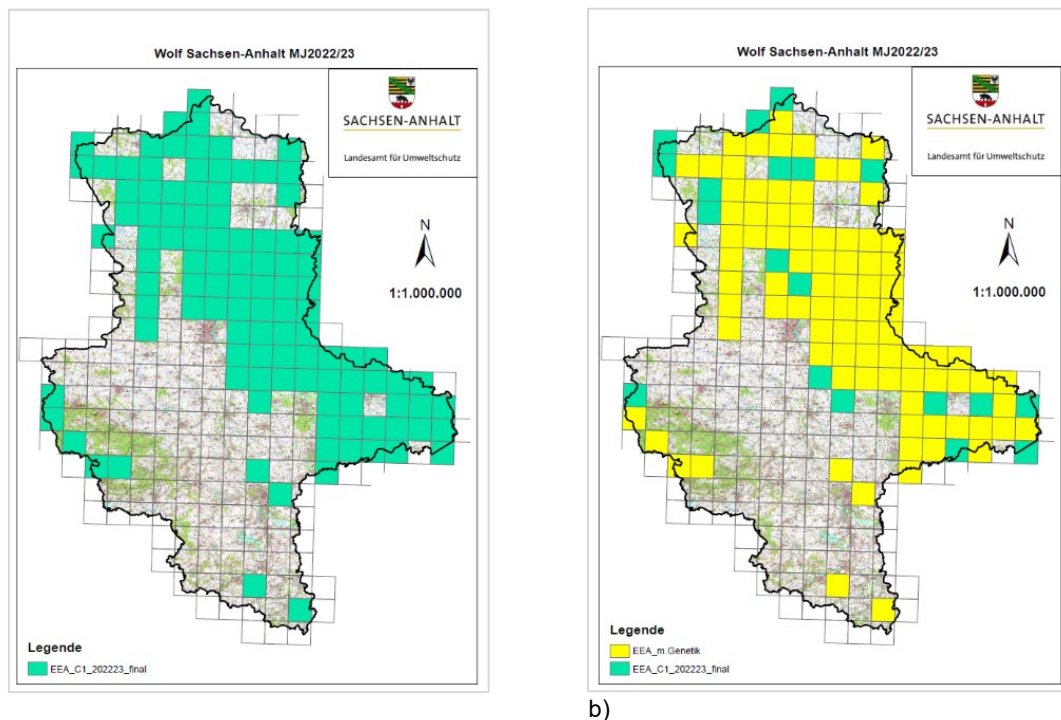 Wolf Sachsen-Anhalt MJ2022/23
SACHSEN-ANHALT
Landesamt für Umweltschutz
N
1:1.000.000
Legende
EEA_C1_202223_final
Wolf Sachsen-Anhalt MJ2022/23
SACHSEN-ANHALT
Landesamt für Umweltschutz
N
1:1.000.000
Legende
EEA_m.Genetik
EEA_C1_202223_final
b)